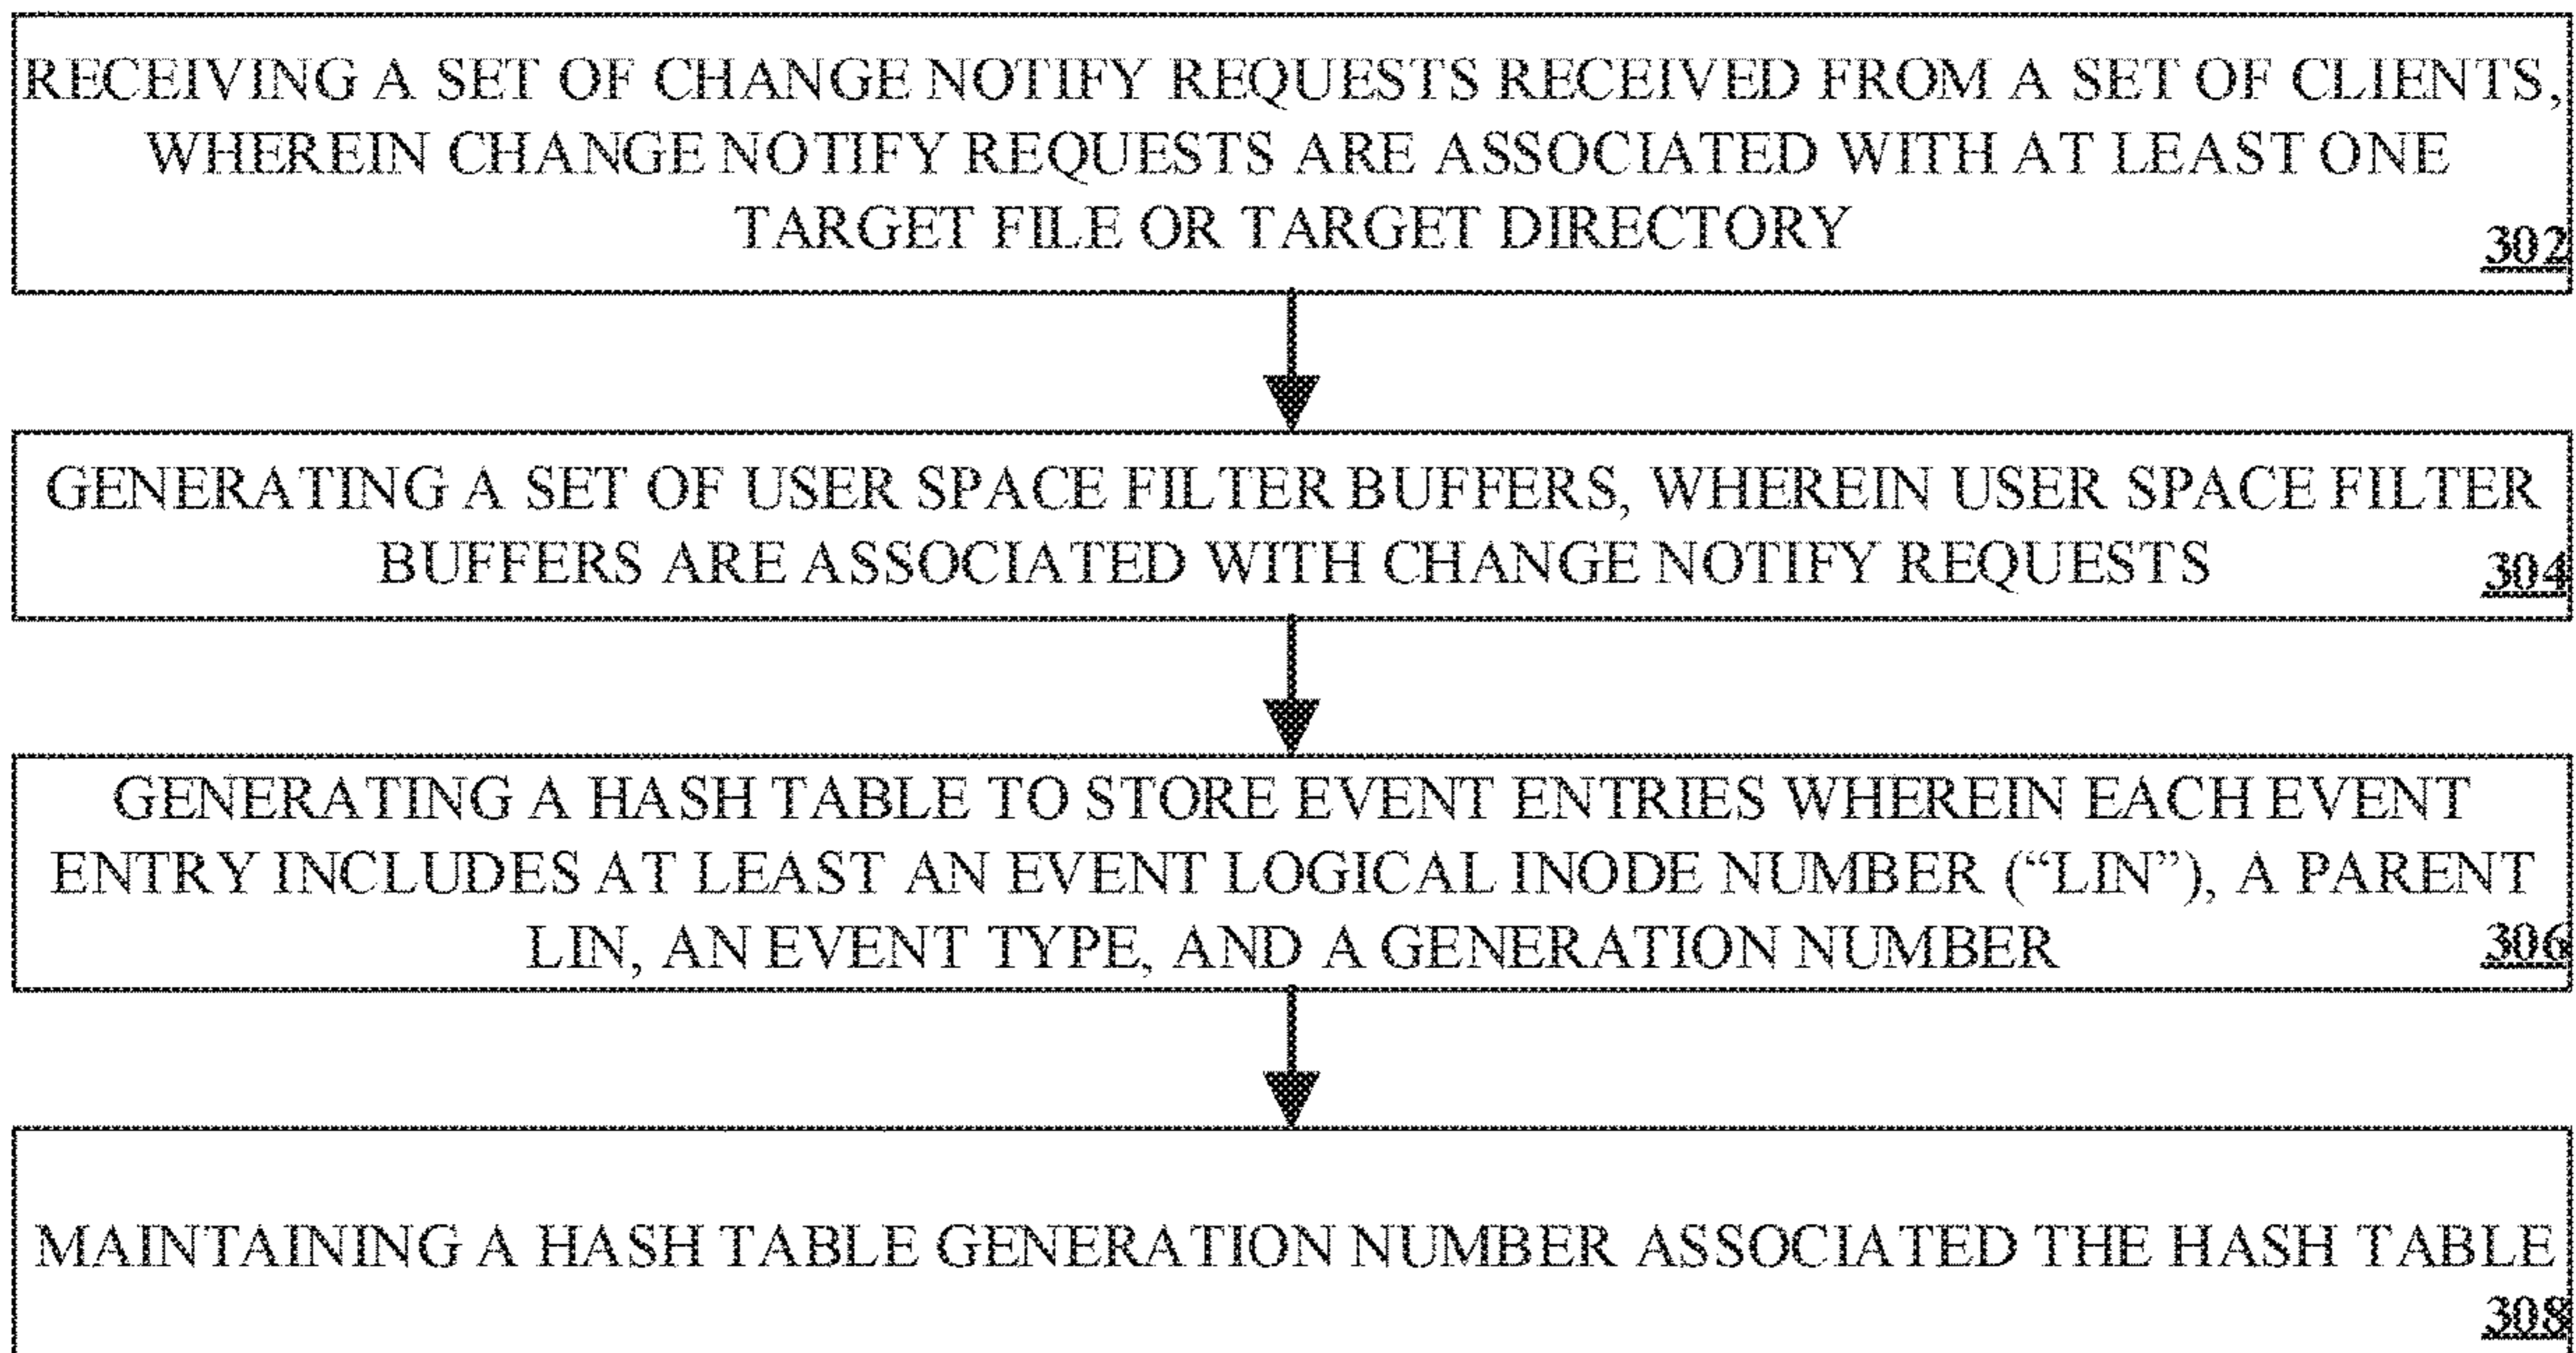 RECEIVING A SET OF CHANGE NOTIFY REQUESTS RECEIVED FROM A SET OF CLIENTS,
WHEREIN CHANGE NOTIFY REQUESTS ARE ASSOCIATED WITH AT LEAST ONE
TARGET FILE OR TARGET DIRECTORY
302
GENERATING A SET OF USER SPACE FILTER BUFFERS, WHEREIN USER SPACE FILTER
BUFFERS ARE ASSOCIATED WITH CHANGE NOTIFY REQUESTS
304
GENERATING A HASH TABLE TO STORE EVENT ENTRIES WHEREIN EACH EVENT
ENTRY INCLUDES AT LEAST AN EVENT LOGICAL INODE NUMBER (“LIN”), A PARENT
LIN, AN EVENT TYPE, AND A GENERATION NUMBER
306
MAINTAINING A HASH TABLE GENERATION NUMBER ASSOCIATED THE HASH TABLE
308